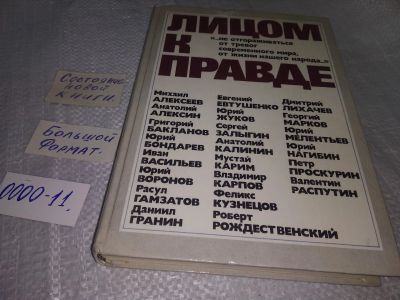 ЛИЦОМ
К
ПРАВДЕ
«...не отгораживаться
от тревог
современного мира,
от жизни нашего народа...»
Михаил
АЛЕКСЕЕВ
Анатолий
АЛЕКСИН
Григорий
БАКЛАНОВ
Юрий
БОНДАРЕВ
Иван
ВАСИЛЬЕВ
Юрий
ВОРОНОВ
Расул
ГАМЗАТОВ
Даниил
ГРАНИН
Евгений
ЕВТУШЕНКО
Юрий
ЖУКОВ
Сергей
ЗАЛЫГИН
Анатолий
КАЛИНИН
Мустай
КАРИМ
Владимир
КАРПОВ
Феликс
КУЗНЕЦОВ
Роберт
РОЖДЕСТВЕНСКИЙ
Дмитрий
ЛИХАЧЕВ
Георгий
МАРКОВ
Юрий
МЕЛЕНТЬЕВ
Юрий
НАГИБИН
Петр
ПРОСКУРИН
Валентин
РАСПУТИН
Состояние
новой
книги.
Большой
формат.
0000-11.